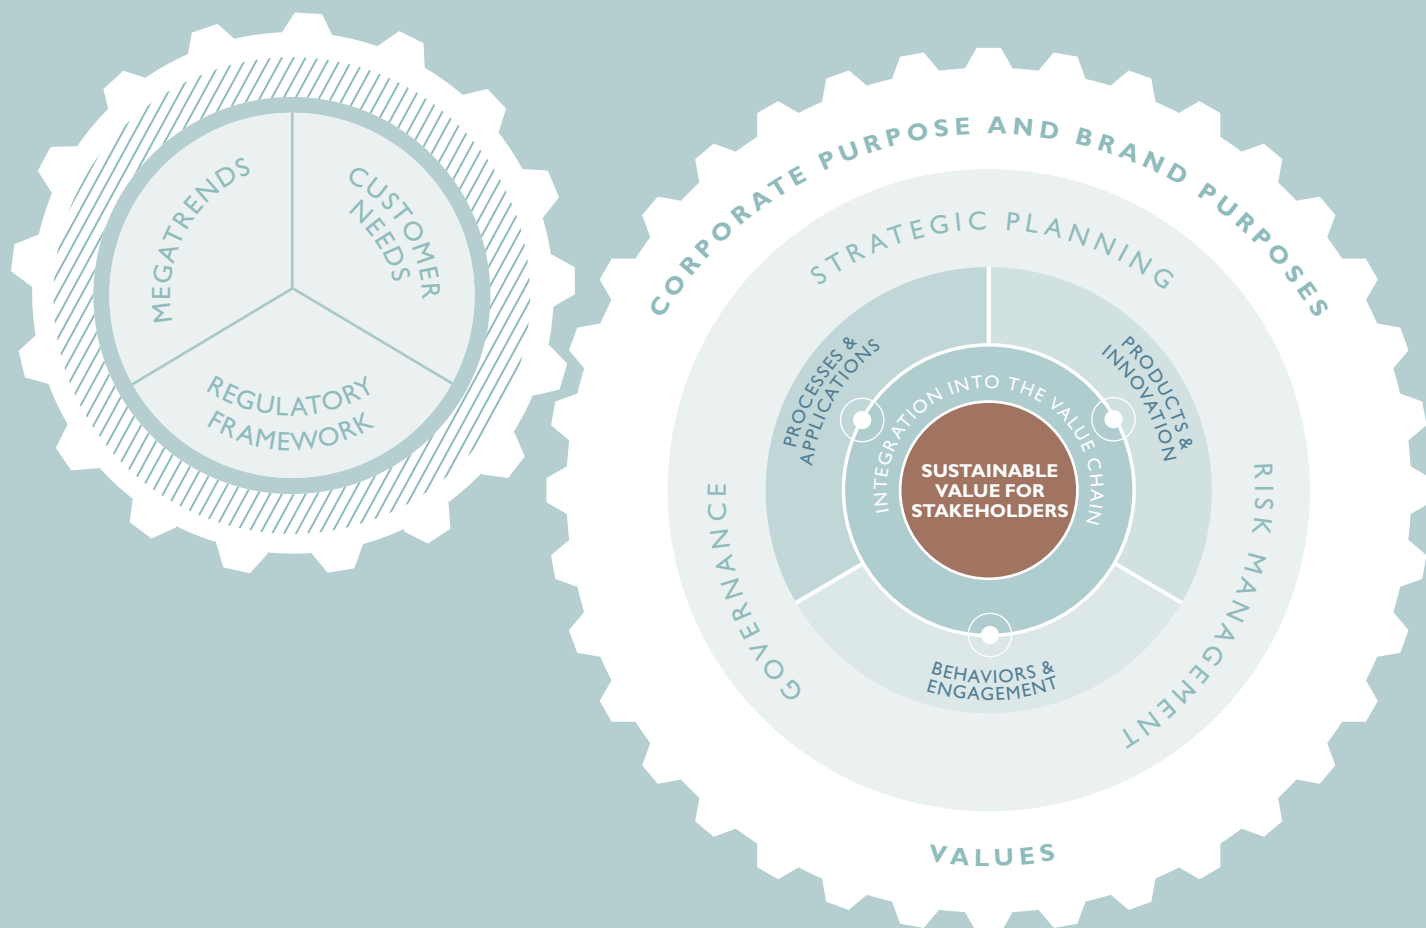 MEGATRENDS
CUSTOMER
NEEDS
REGULATORY
FRAMEWORK
CORPORATE PURPOSE AND BRAND PURPOSES
STRATEGIC PLANNING
GOVERNANCE
RISK MANAGEMENT
PROCESSES &
APPLICATIONS
PRODUCTS &
INNOVATION
INTEGRATION INTO THE VALUE CHAIN
SUSTAINABLE
VALUE FOR
STAKEHOLDERS
BEHAVIORS &
ENGAGEMENT
VALUES